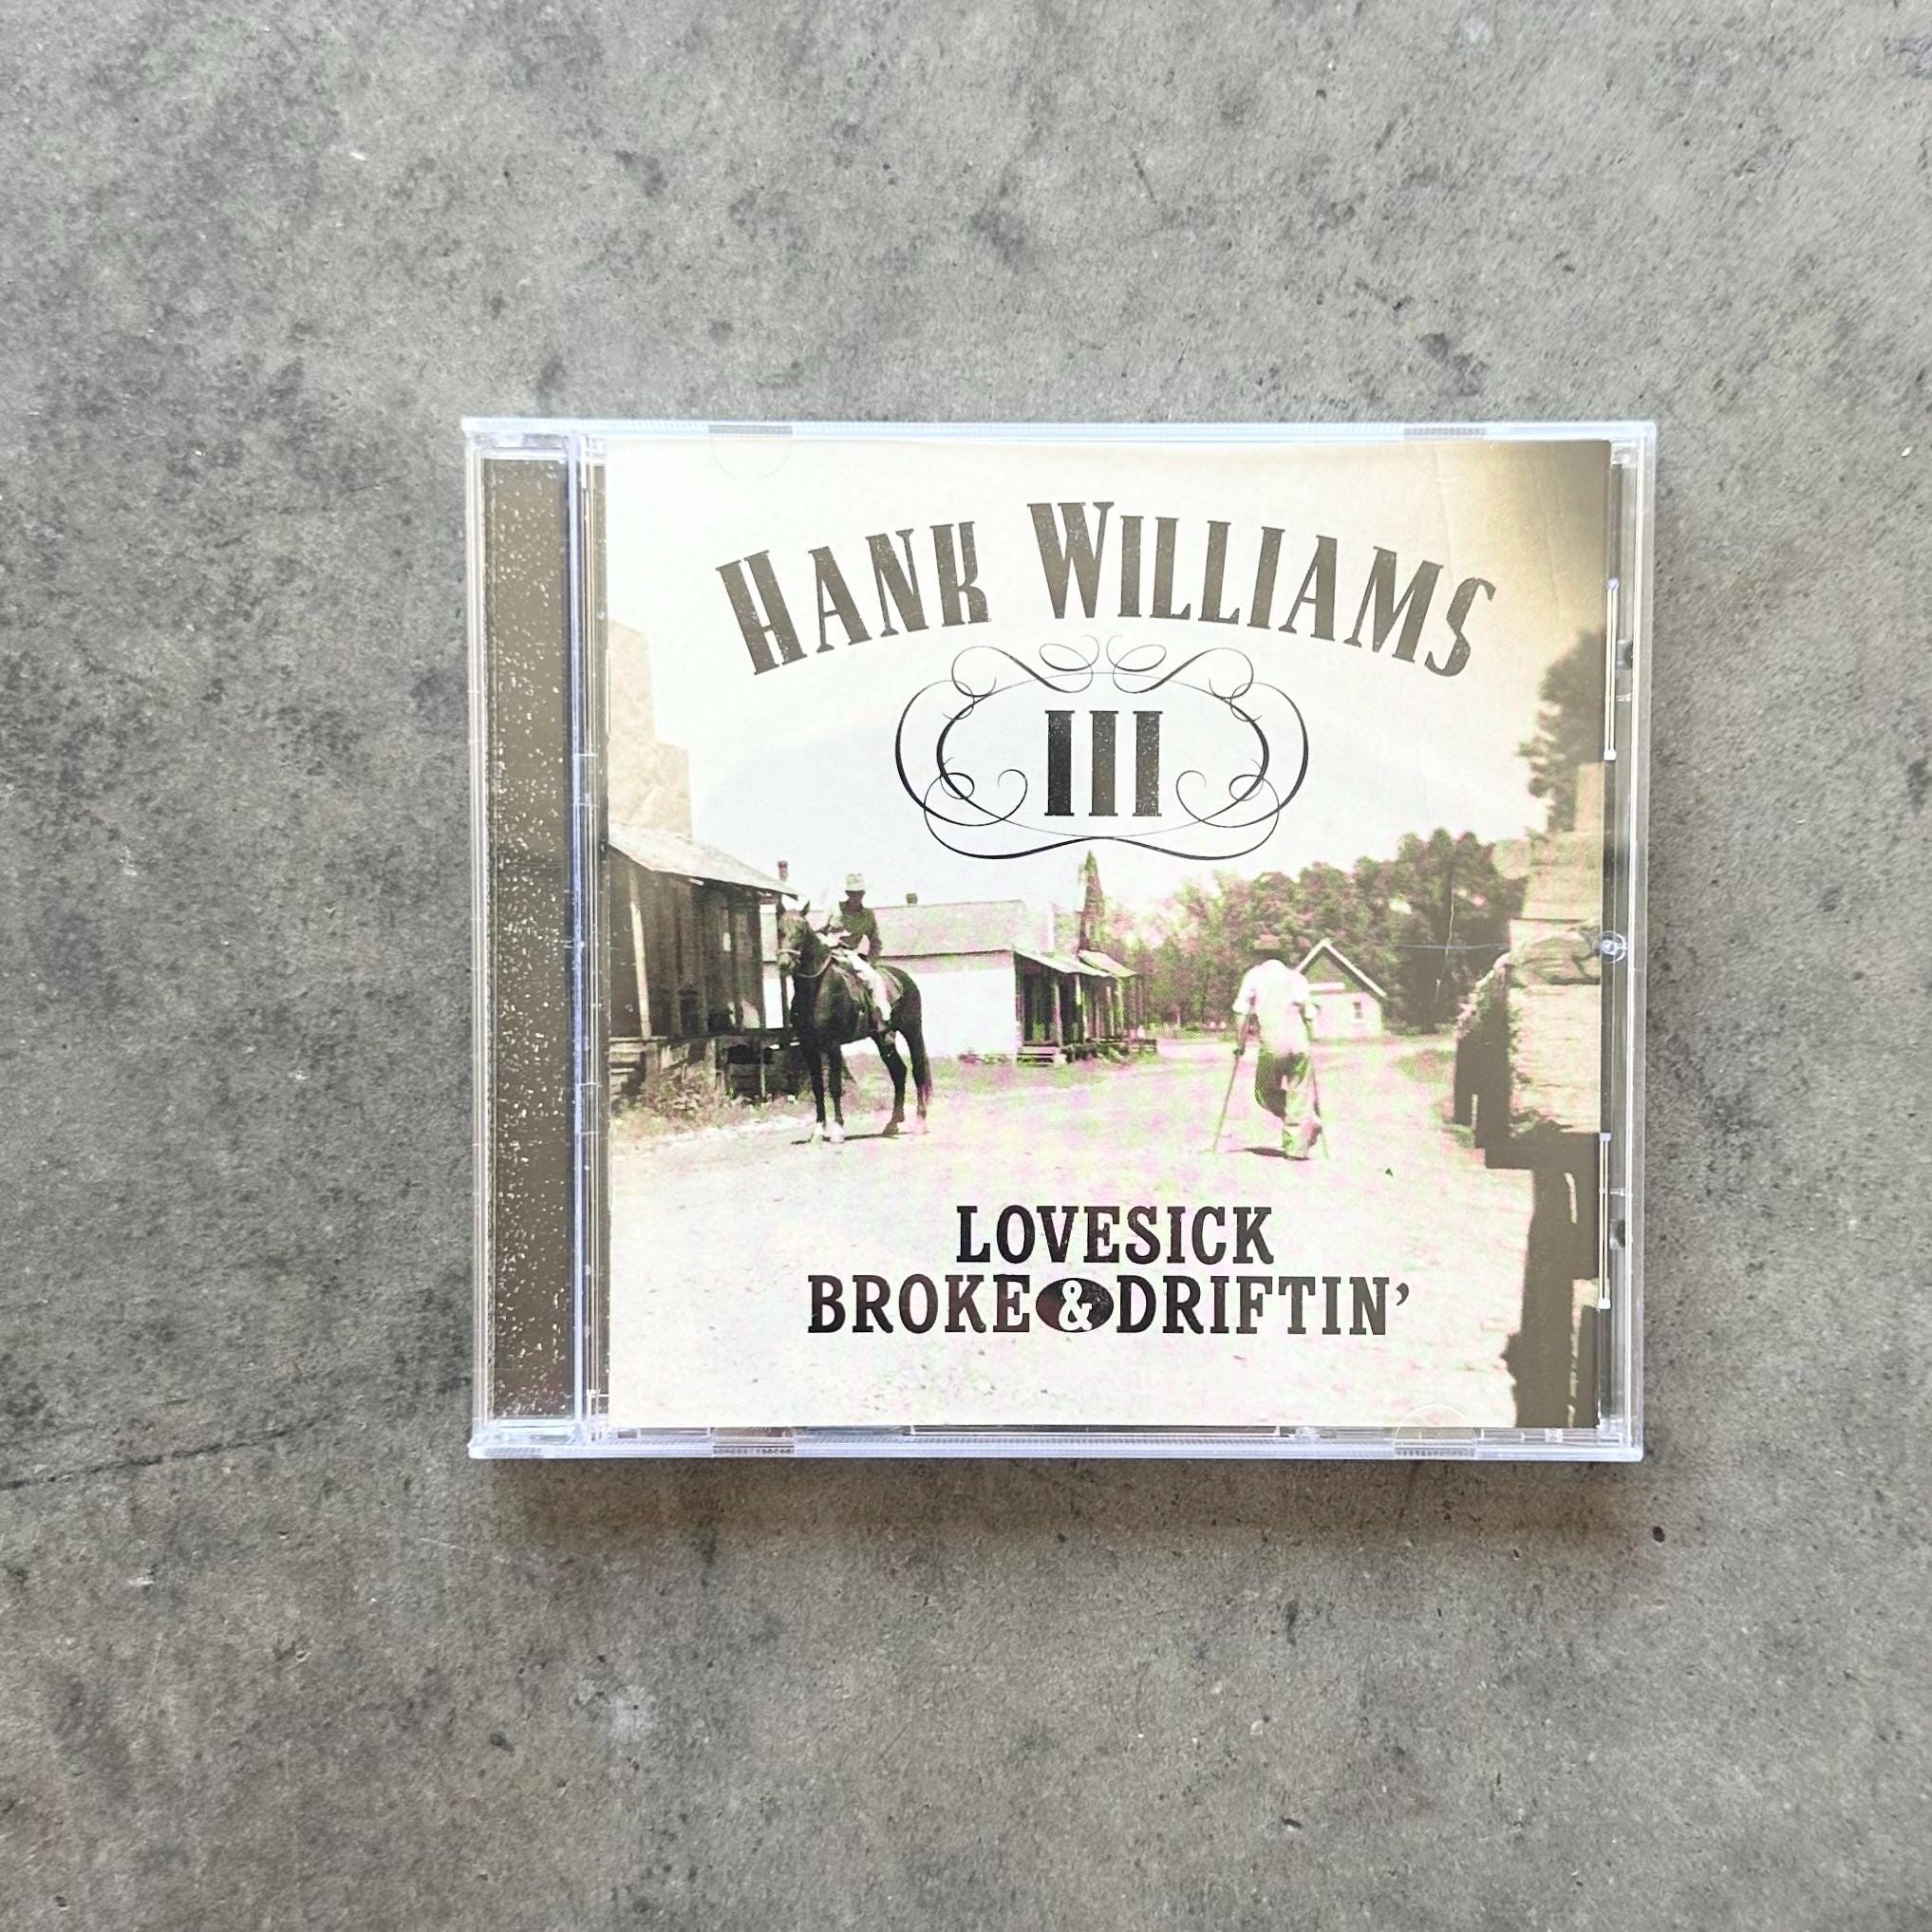 HANK WILLIAMS
III
LOVESICK
BROKE & DRIFTIN'